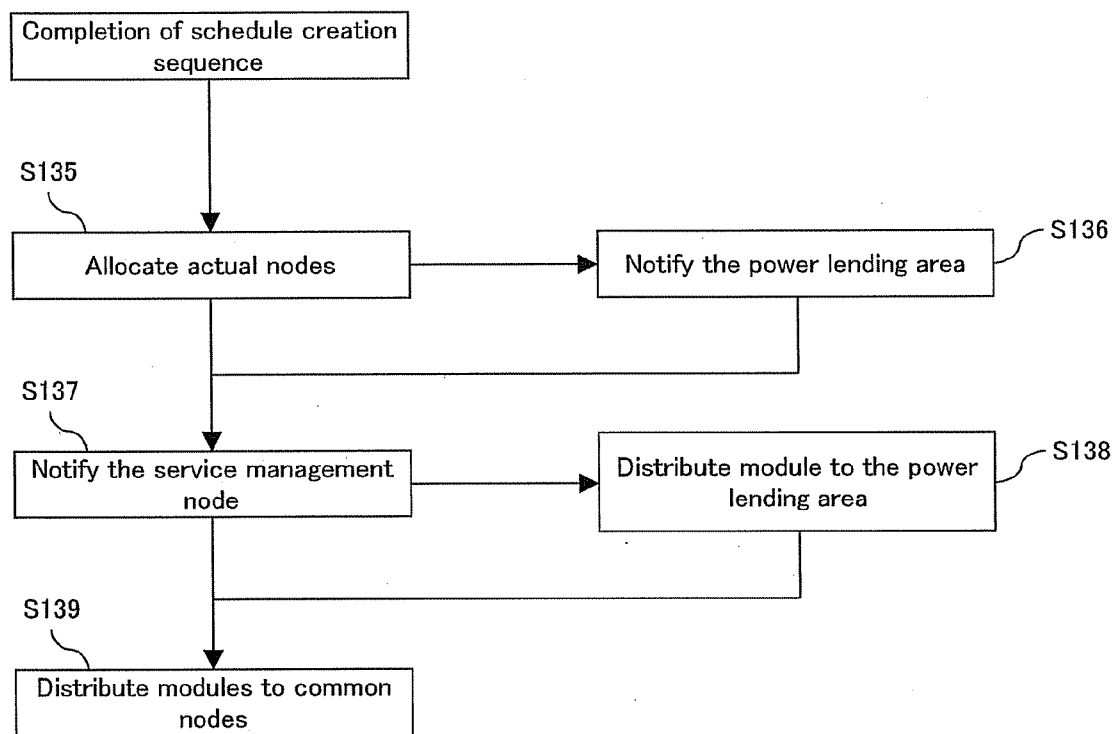 Completion of schedule creation
sequence
S135
Allocate actual nodes
S136
Notify the power lending area
S137
Notify the service management
node
S138
Distribute module to the power
lending area
S139
Distribute modules to common
nodes